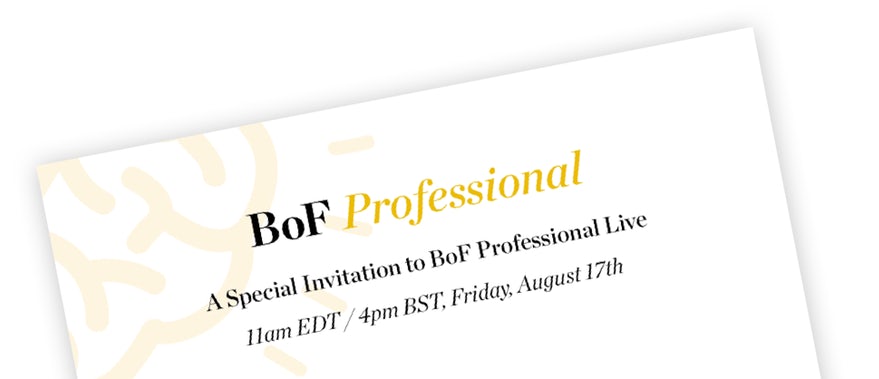 BoF Professional
A Special Invitation to BoF Professional Live
11am EDT / 4pm BST, Friday, August 17th